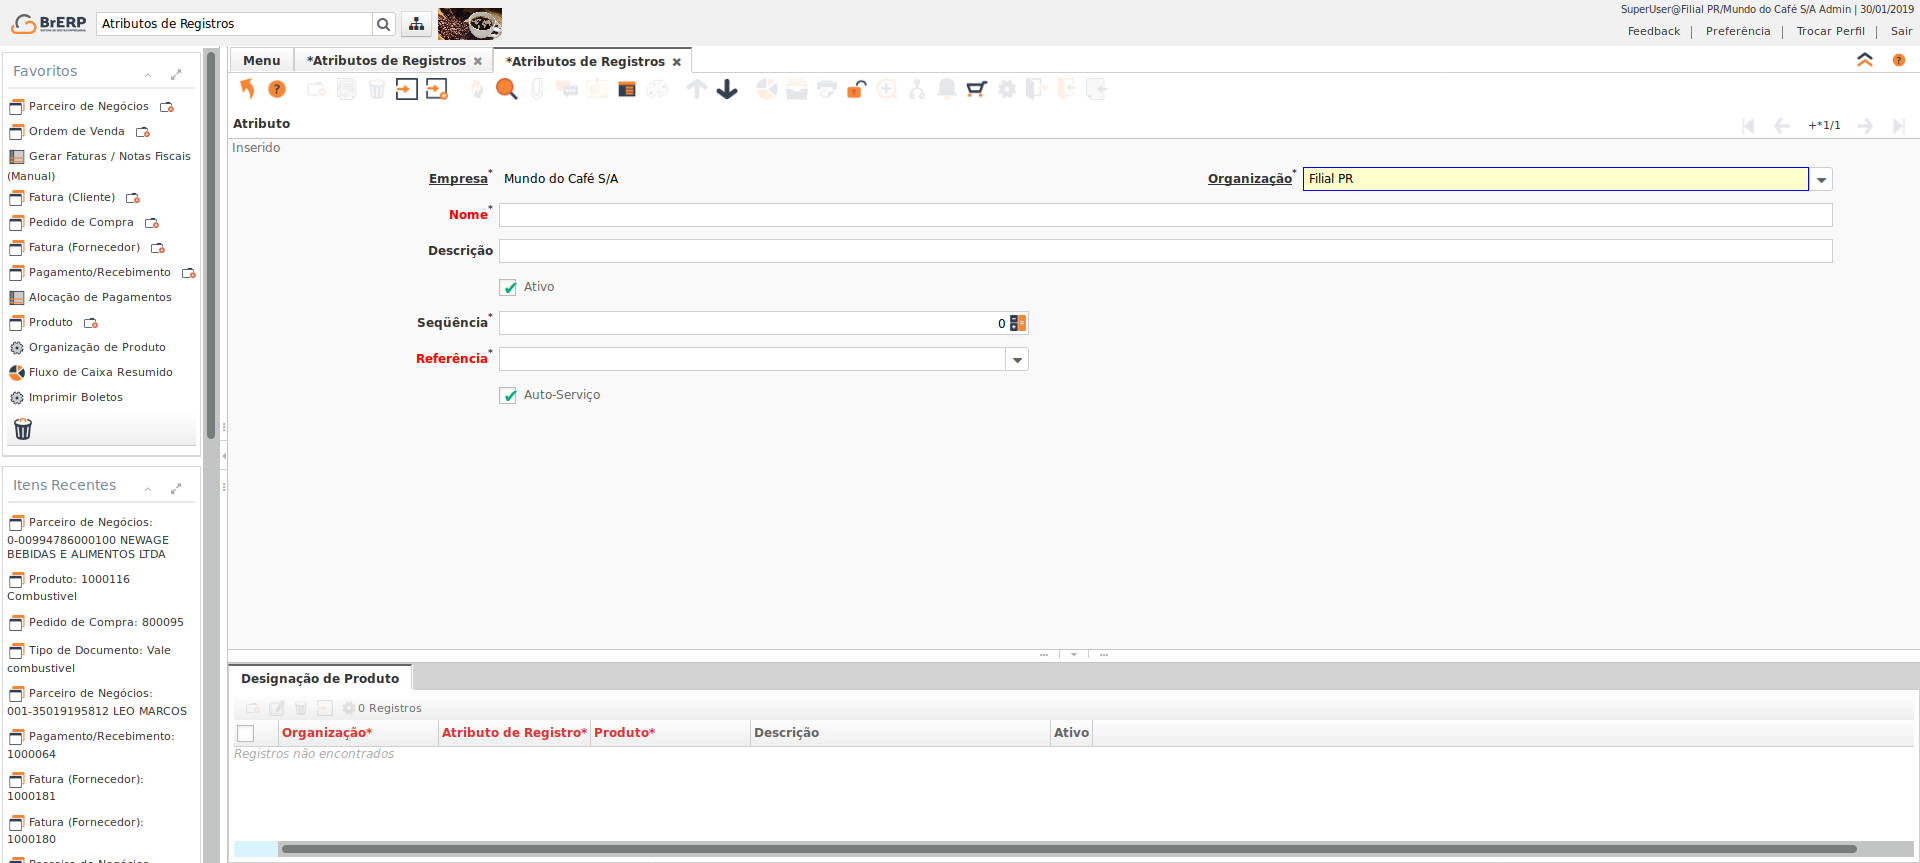 BrERP
Atributos de Registros
SuperUser@Filial PR/Mundo do Café S/A Admin | 30/01/2019
Feedback | Preferência | Trocar Perfil | Sair
Favoritos
Parceiro de Negócios
Ordem de Venda
Gerar Faturas / Notas Fiscais
(Manual)
Fatura (Cliente)
Pedido de Compra
Fatura (Fornecedor)
Pagamento/Recebimento
Alocação de Pagamentos
Produto
Organização de Produto
Fluxo de Caixa Resumido
Imprimir Boletos
Itens Recentes
Parceiro de Negócios:
0-00994786000100 NEWAGE
BEBIDAS E ALIMENTOS LTDA
Produto: 1000116
Combustivel
Pedido de Compra: 800095
Tipo de Documento: Vale
combustivel
Parceiro de Negócios:
001-35019195812 LEO MARCOS
Pagamento/Recebimento:
1000064
Fatura (Fornecedor):
1000181
Fatura (Fornecedor):
1000180
Parceiro de Negócios
Menu *Atributos de Registros *Atributos de Registros
Atributo +*1/1
Inserido
Empresa* Mundo do Café S/A Organização* Filial PR
Nome*
Descrição
Ativo
Seqüência* 0
Referência*
Auto-Serviço
Designação de Produto
0 Registros
Organização* Atributo de Registro* Produto* Descrição Ativo
Registros não encontrados